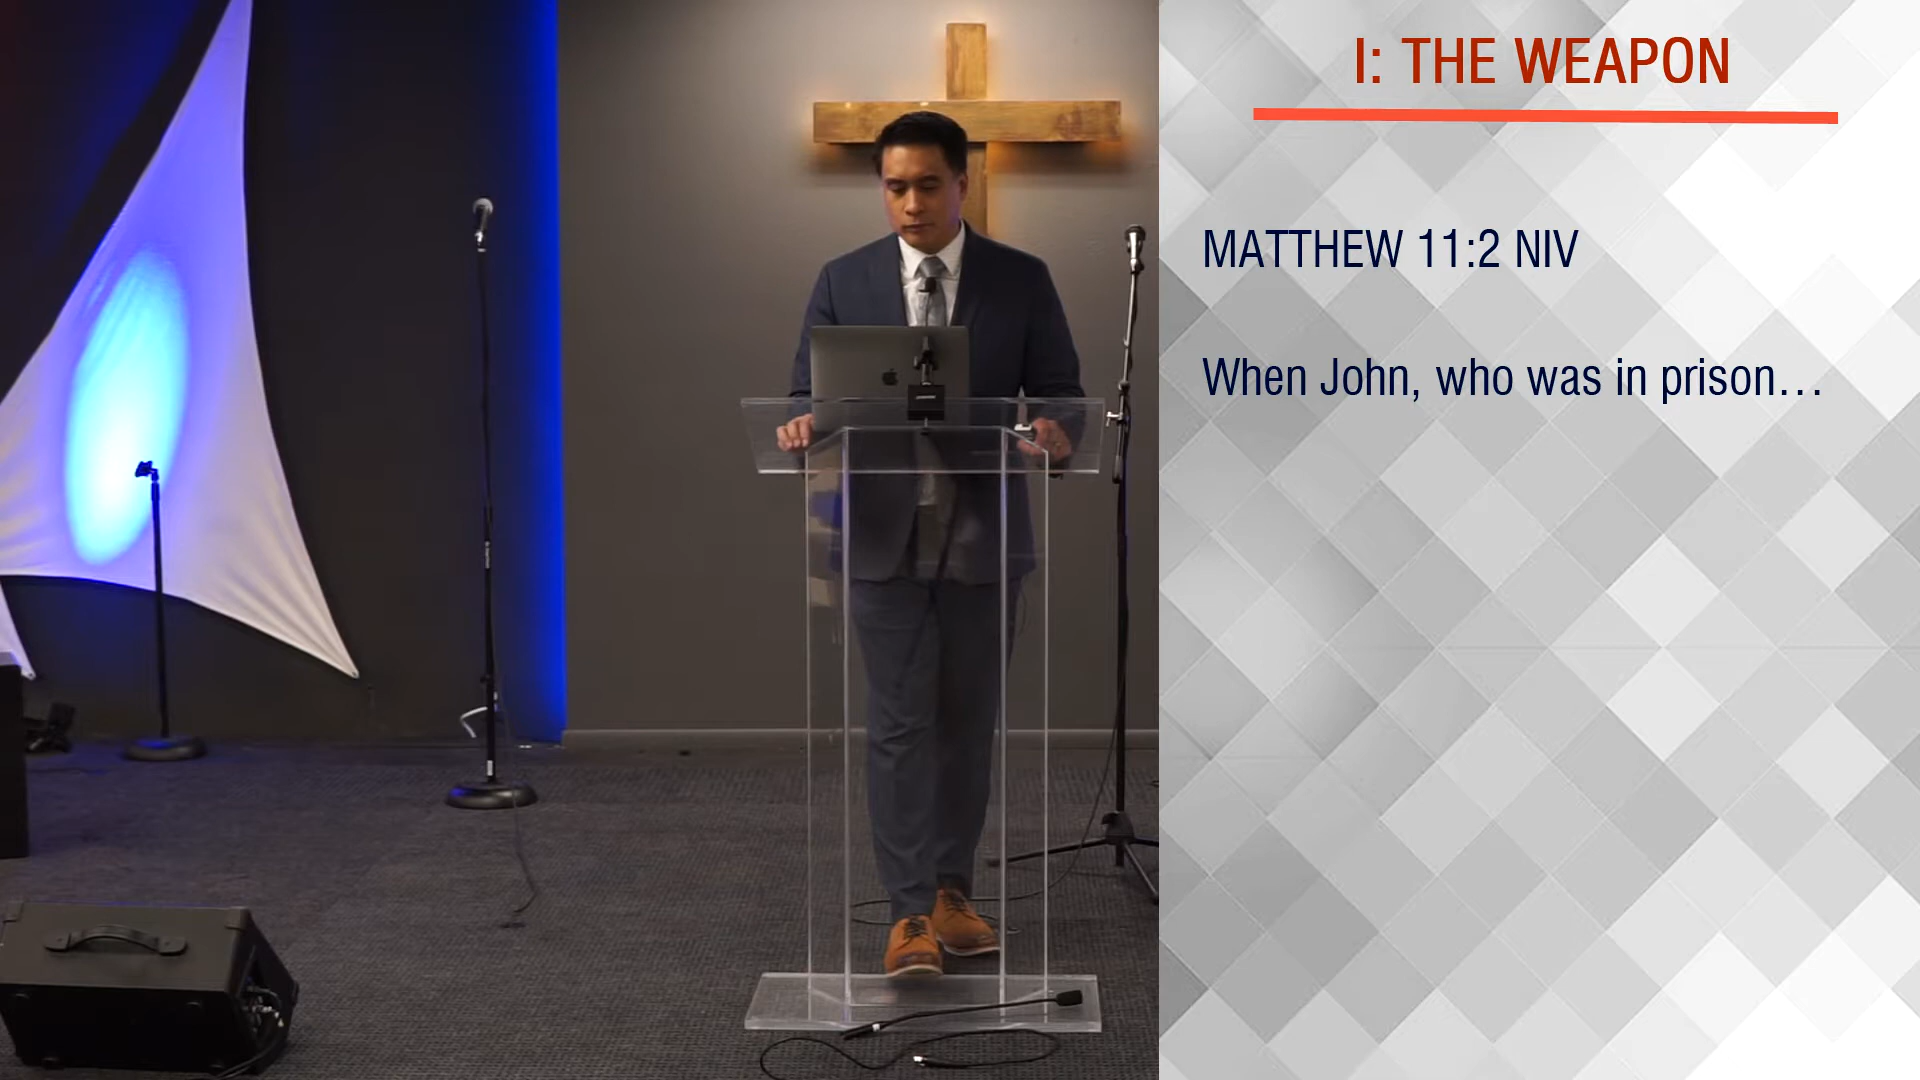 I: THE WEAPON
MATTHEW 11:2 NIV
When John, who was in prison…